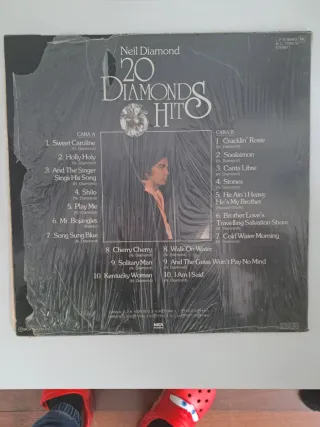 Neil Diamond
20
DIAMONDS
HITS
CARA A
1. Sweet Caroline
2. Holly Holy
3. And The Singer
Sings His Song
4. Shilo
5. Play Me
6. Mr. Bojangles
7. Song Sung Blue
8. Cherry Cherry
9. Solitary Man
10. Kentucky Woman
CARA B
1. Cracklin' Rosie
2. Soolaimon
3. Canta Libre
4. Stones
5. He Ain't Heavy,
He's My Brother
6. Brother Love's
Travelling Salvation Show
7. Cold Water Morning
8. Walk On Water
9. And The Grass Won't Pay No Mind
10. I Am I Said
MCA